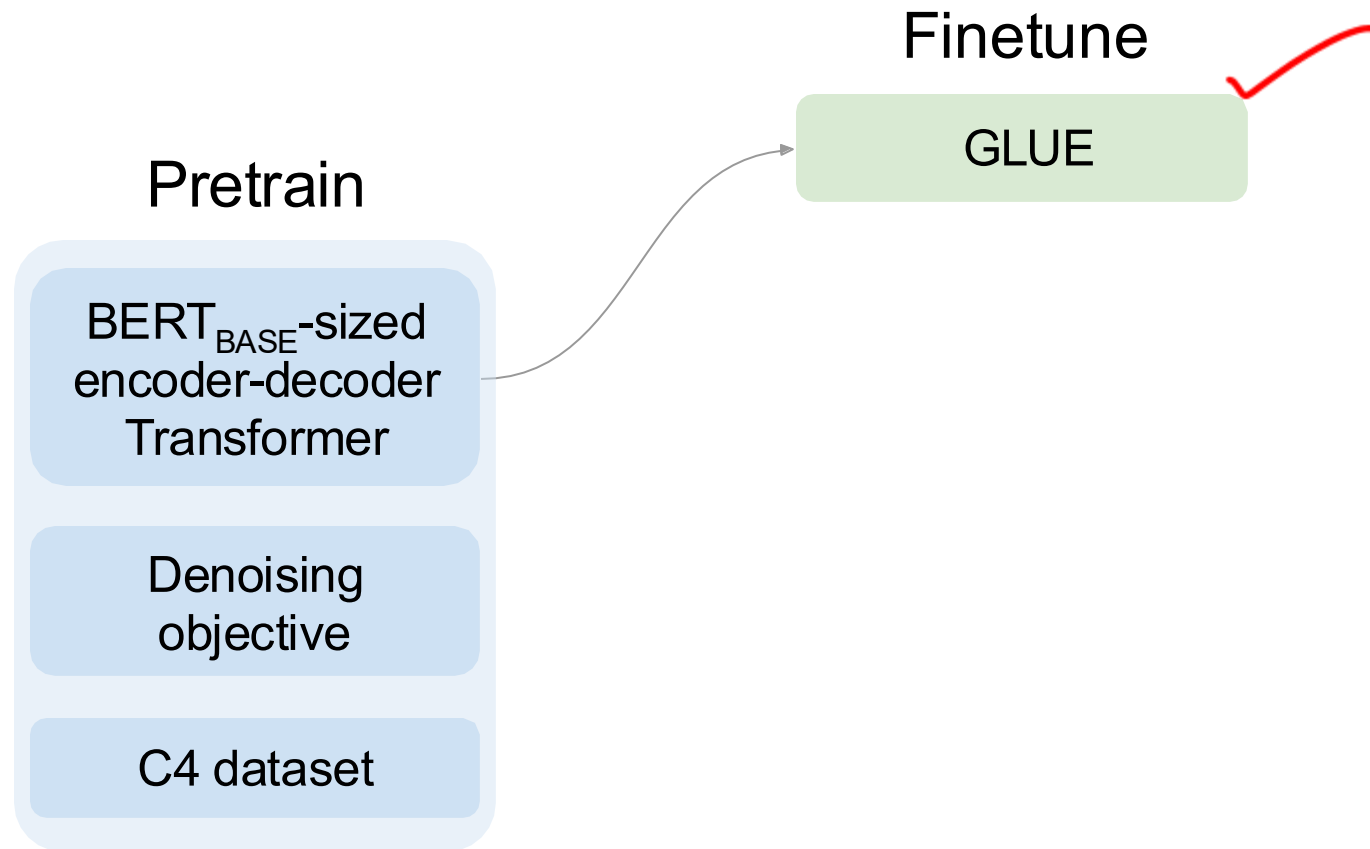 Finetune
GLUE
Pretrain
BERTBASE-sized
encoder-decoder
Transformer
Denoising
objective
C4 dataset